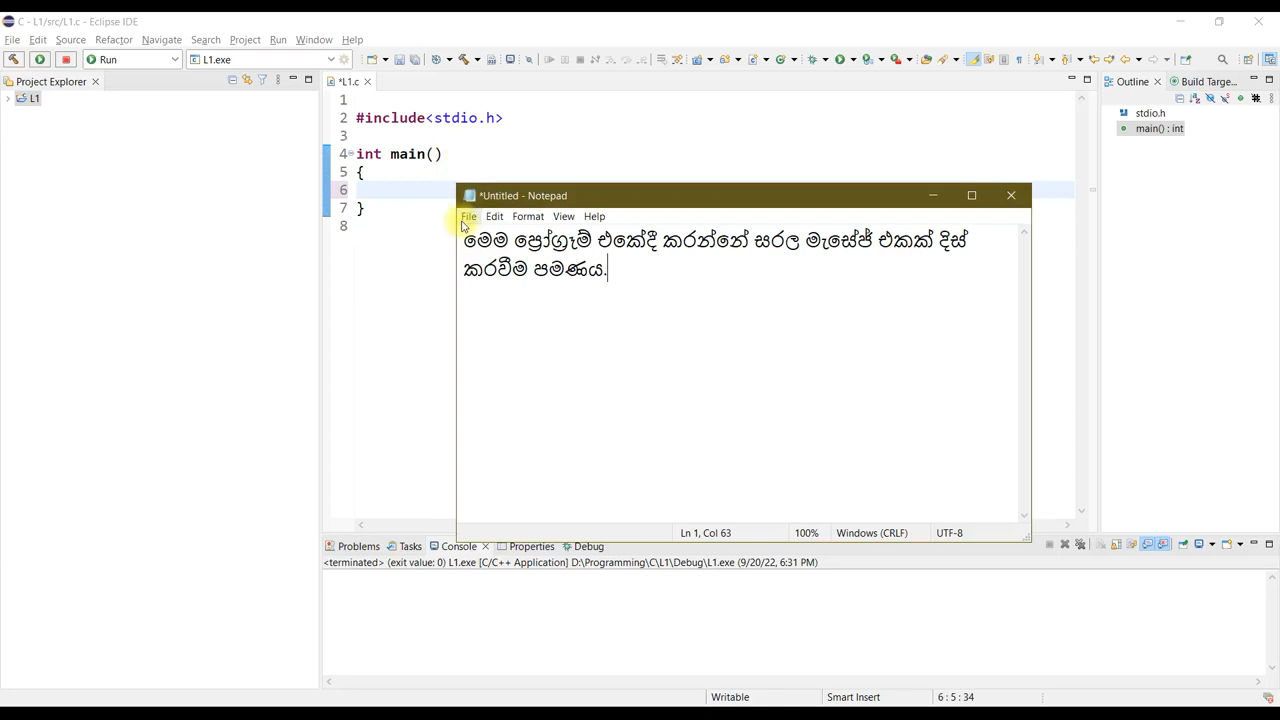 C - L1/src/L1.c - Eclipse IDE
File Edit Source Refactor Navigate Search Project Run Window Help
Run L1.exe
Project Explorer
L1
*L1.c
1
2 #include<stdio.h>
3
4 int main()
5 {
6
7 }
8
Outline Build Targe...
stdio.h
main() : int
*Untitled - Notepad
File Edit Format View Help
මෙම ප්‍රෝග්‍රෑම් එකේදී කරන්නේ සරල මැසේජ් එකක් දිස්
කරවීම පමණය.
Ln 1, Col 63 100% Windows (CRLF) UTF-8
Problems Tasks Console Properties Debug
<terminated> (exit value: 0) L1.exe [C/C++ Application] D:\Programming\C\L1\Debug\L1.exe (9/20/22, 6:31 PM)
Writable Smart Insert 6 : 5 : 34